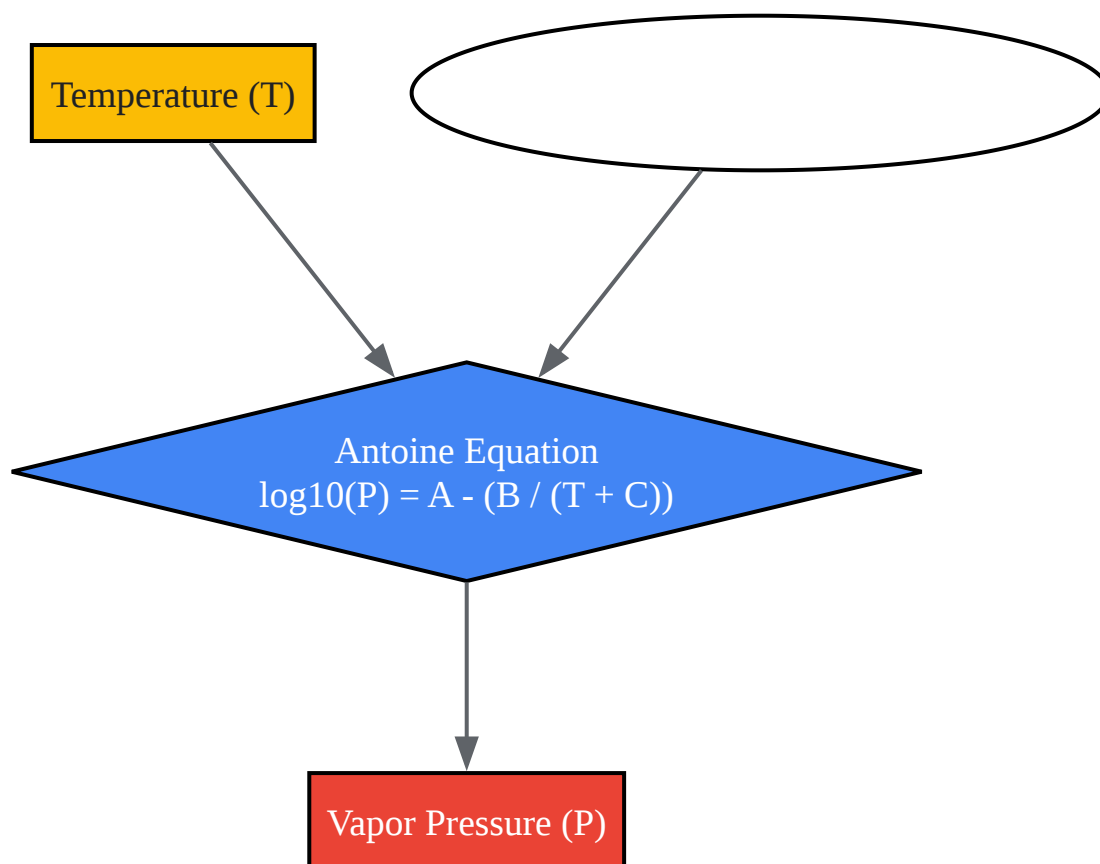 Temperature (T)
Antoine Equation
log10(P) = A - (B / (T + C))
Vapor Pressure (P)